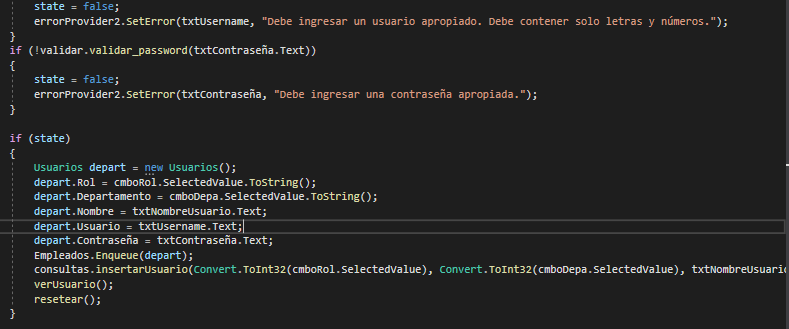 state = false;
errorProvider2.SetError(txtUsername, "Debe ingresar un usuario apropiado. Debe contener solo letras y números.");
}
if (!validar.validar_password(txtContraseña.Text))
{
state = false;
errorProvider2.SetError(txtContraseña, "Debe ingresar una contraseña apropiada.");
}
if (state)
{
Usuarios depart = new Usuarios();
depart.Rol = cmboRol.SelectedValue.ToString();
depart.Departamento = cmboDepa.SelectedValue.ToString();
depart.Nombre = txtNombreUsuario.Text;
depart.Usuario = txtUsername.Text;
depart.Contraseña = txtContraseña.Text;
Empleados.Enqueue(depart);
consultas.insertarUsuario(Convert.ToInt32(cmboRol.SelectedValue), Convert.ToInt32(cmboDepa.SelectedValue), txtNombreUsuario
verUsuario();
resetear();
}